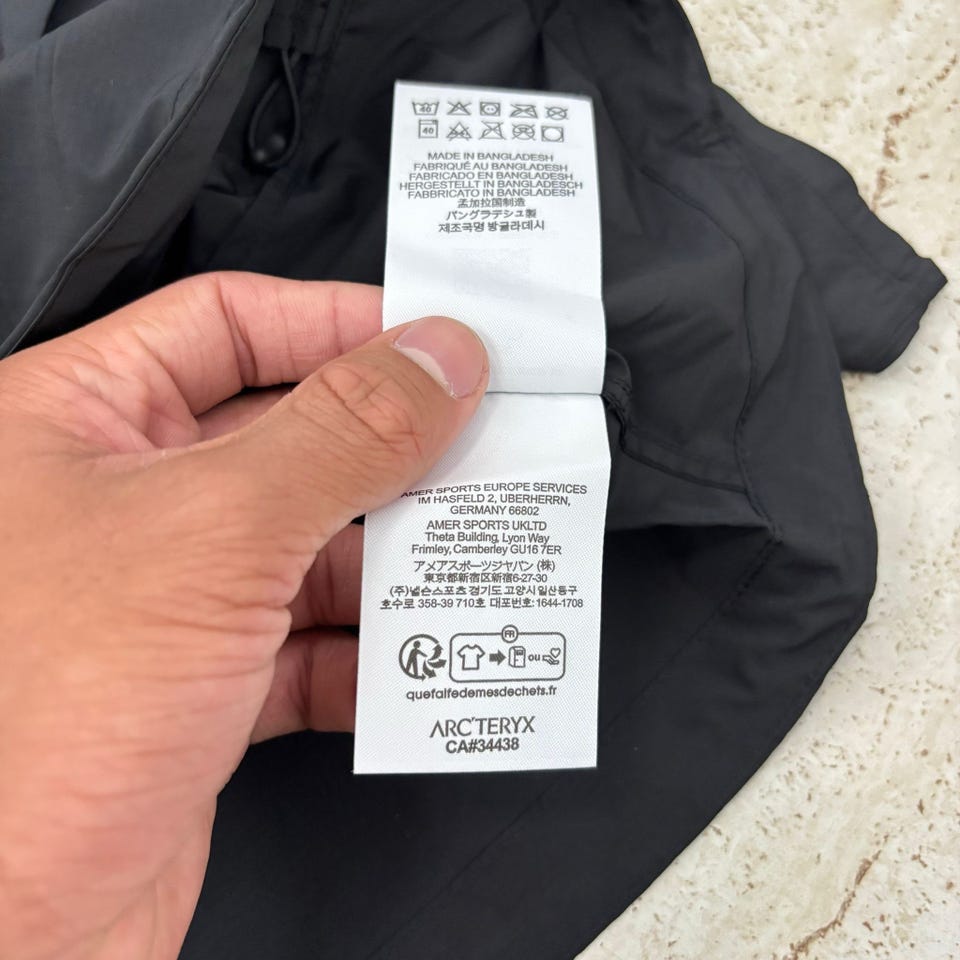 40
40
MADE IN BANGLADESH
FABRIQUÉ AU BANGLADESH
FABRICADO EN BANGLADESH
HERGESTELLT IN BANGLADESCH
FABBRICATO IN BANGLADESH
孟加拉国制造
バングラデシュ製
제조국명 방글라데시
AMER SPORTS EUROPE SERVICES
IM HASFELD 2, UBERHERRN,
GERMANY 66802
AMER SPORTS UKLTD
Theta Building, Lyon Way
Frimley, Camberley GU16 7ER
アメアスポーツジャパン (株)
東京都新宿区新宿6-27-30
(주)넬슨스포츠 경기도 고양시 일산동구
호수로 358-39 710호 대포번호: 1644-1708
FR
ou
quefairedemesdechets.fr
ARC'TERYX
CA#34438